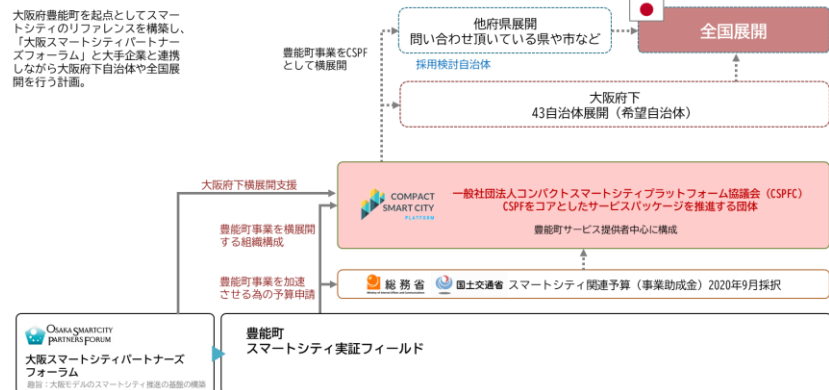 大阪府豊能町を起点としてスマー
トシティのリファレンスを構築し、
「大阪スマートシティパートナー
ズフォーラム」と大手企業と連携
しながら大阪府下自治体や全国展
開を行う計画。
豊能町事業をCSPF
として横展開
他府県展開
問い合わせ頂いている県や市など
採用検討自治体
全国展開
大阪府下
43自治体展開（希望自治体）
大阪府下横展開支援
COMPACT
SMART CITY
PLATFORM
一般社団法人コンパクトスマートシティプラットフォーム協議会（CSPFC）
CSPFをコアとしたサービスパッケージを推進する団体
豊能町サービス提供者中心に構成
豊能町事業を横展開
する組織構成
豊能町事業を加速
させる為の予算申請
総務省 国土交通省 スマートシティ関連予算（事業助成金）2020年9月採択
OSAKA SMARTCITY
PARTNERS FORUM
大阪スマートシティパートナーズ
フォーラム
趣旨：大阪モデルのスマートシティ推進の基盤の構築
豊能町
スマートシティ実証フィールド